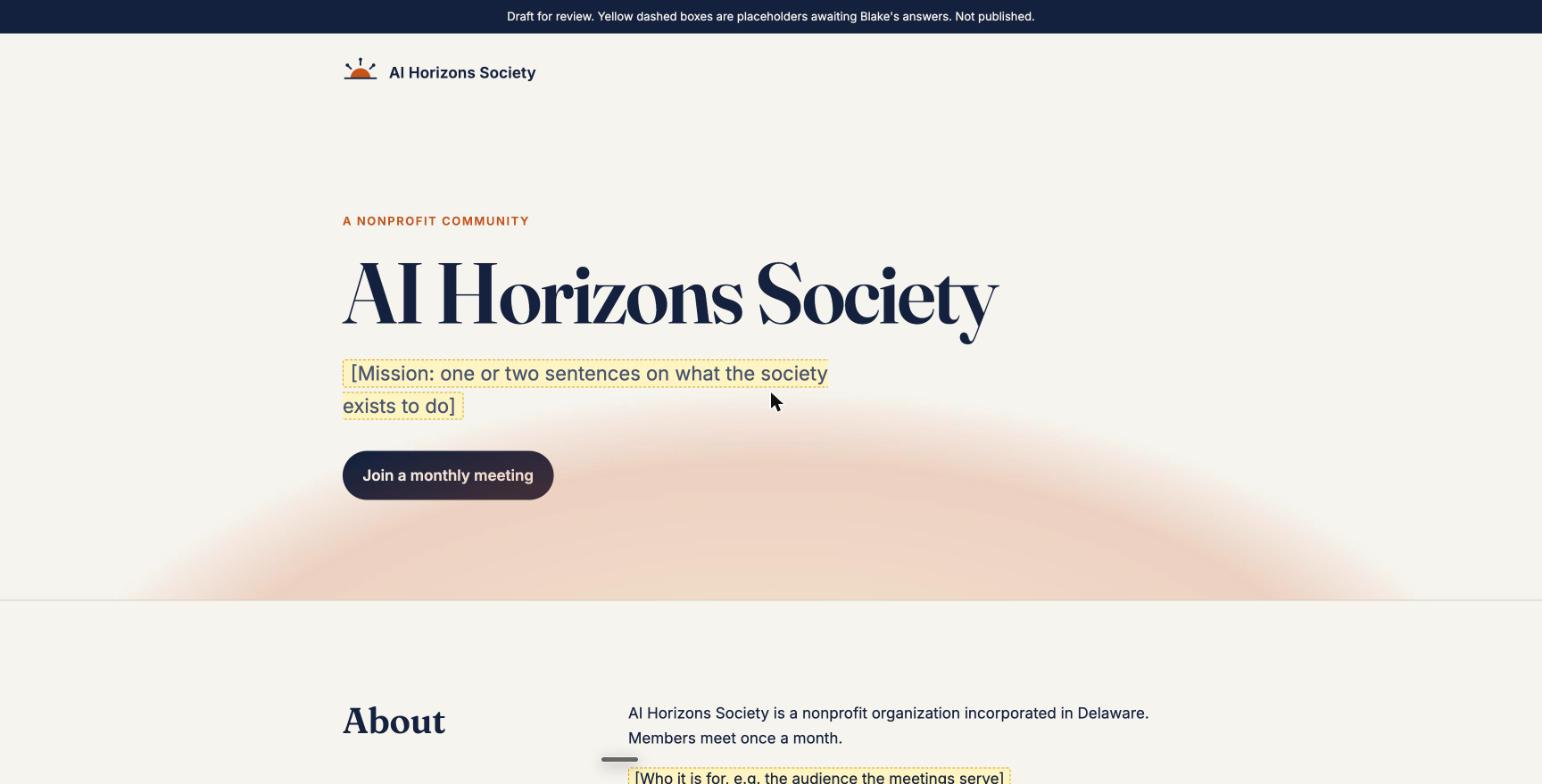 Draft for review. Yellow dashed boxes are placeholders awaiting Blake's answers. Not published.
AI Horizons Society
A NONPROFIT COMMUNITY
AI Horizons Society
[Mission: one or two sentences on what the society
exists to do]
Join a monthly meeting
About
AI Horizons Society is a nonprofit organization incorporated in Delaware.
Members meet once a month.
[Who it is for, e.g. the audience the meetings serve]